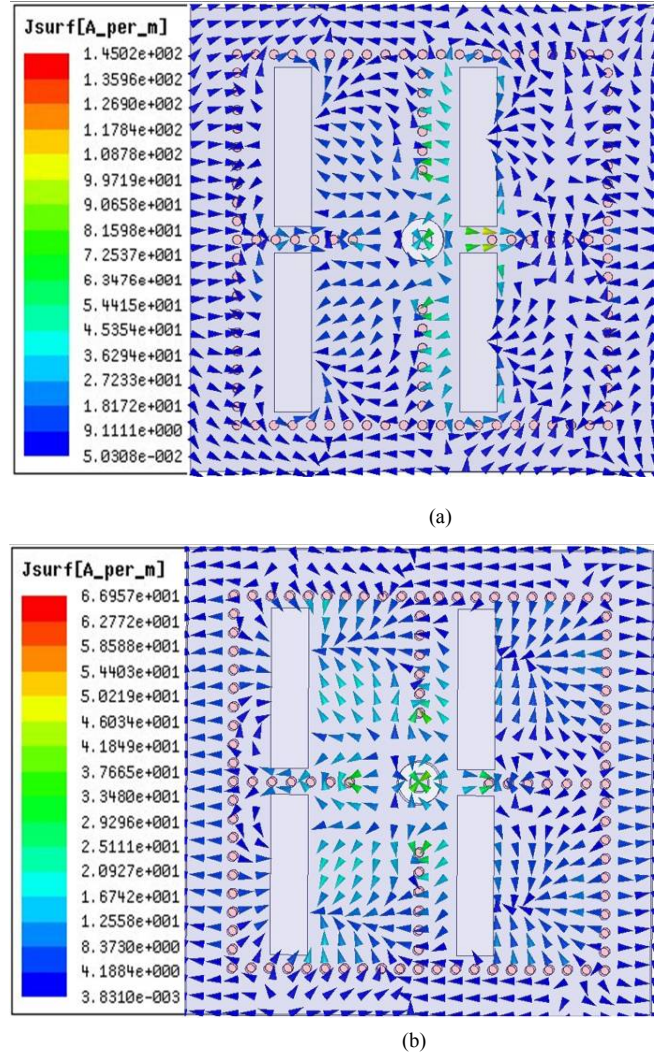 Jsurf[A_per_m]
1.4502e+002
1.3596e+002
1.2690e+002
1.1784e+002
1.0878e+002
9.9719e+001
9.0658e+001
8.1598e+001
7.2537e+001
6.3476e+001
5.4415e+001
4.5354e+001
3.6294e+001
2.7233e+001
1.8172e+001
9.1111e+000
5.0308e-002
(a)
Jsurf[A_per_m]
6.6957e+001
6.2772e+001
5.8588e+001
5.4403e+001
5.0219e+001
4.6034e+001
4.1849e+001
3.7665e+001
3.3480e+001
2.9296e+001
2.5111e+001
2.0927e+001
1.6742e+001
1.2558e+001
8.3730e+000
4.1884e+000
3.8310e-003
(b)